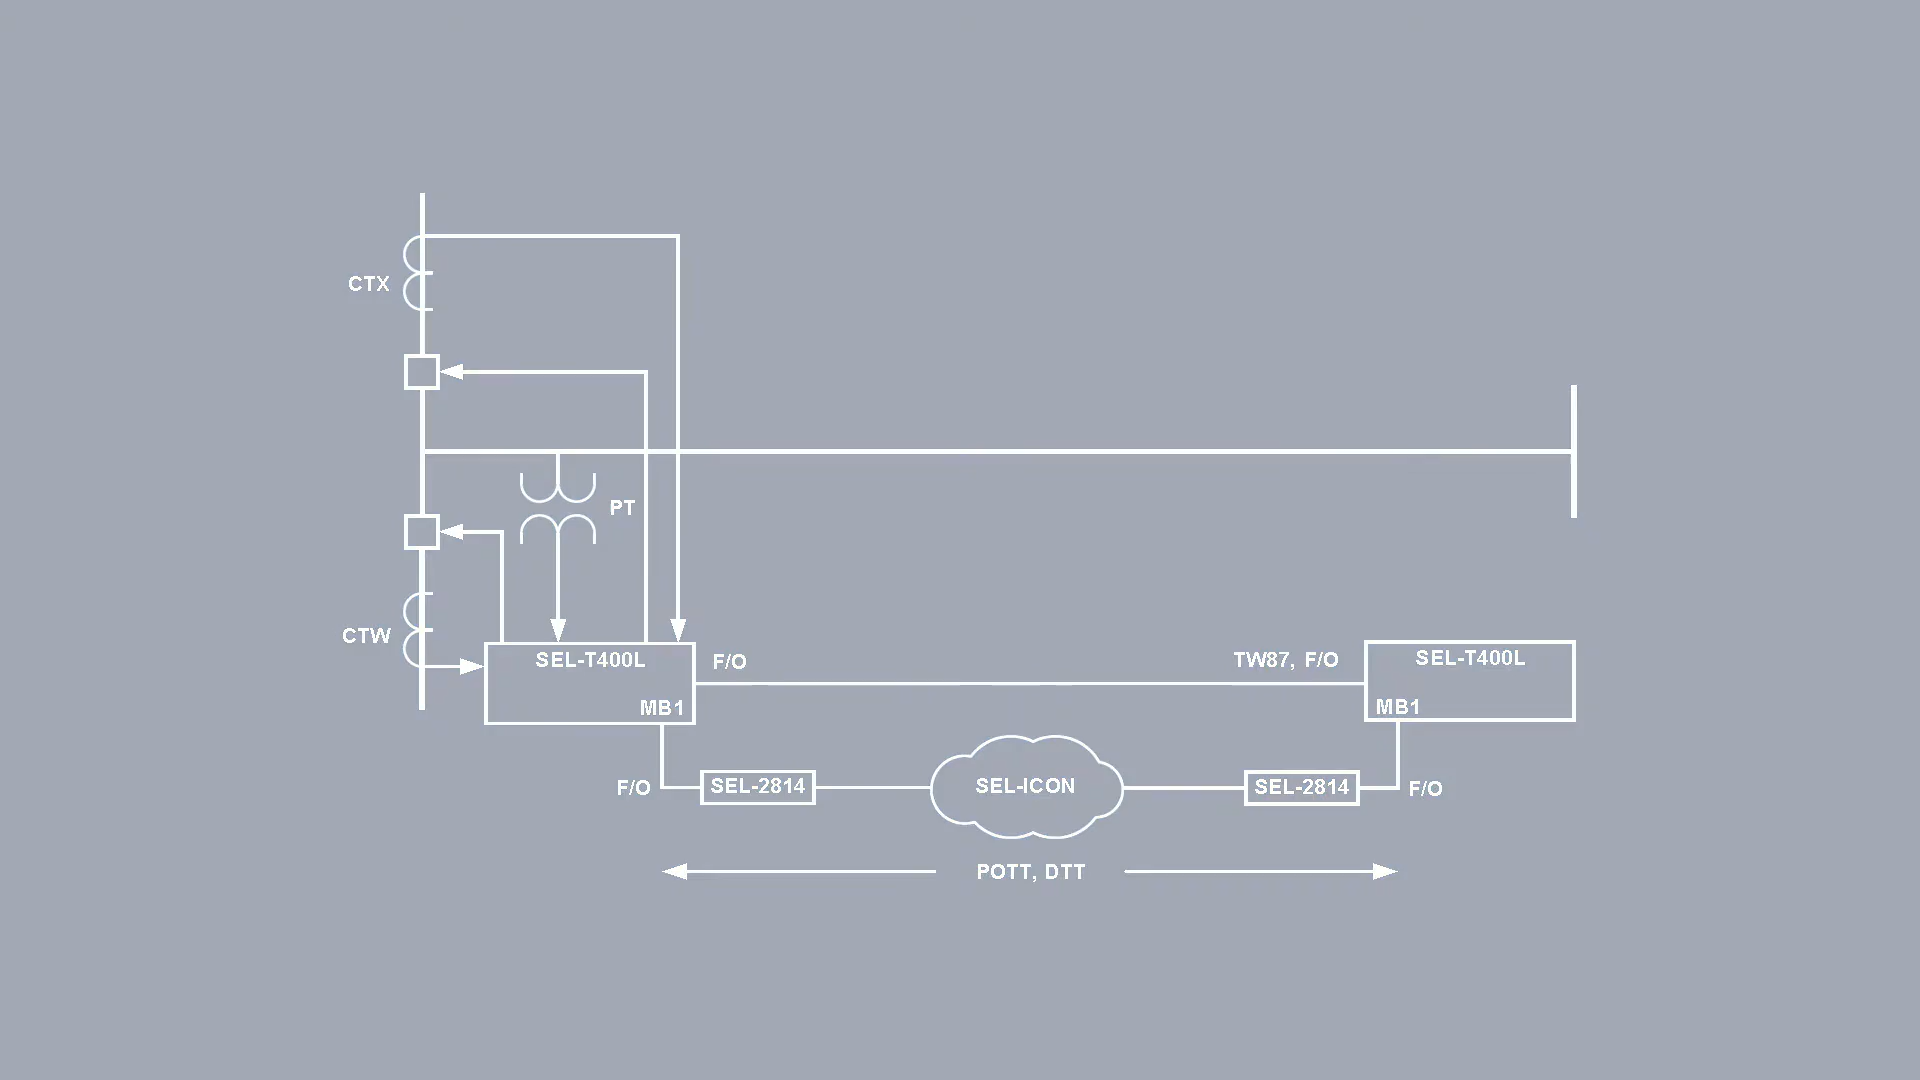 CTX
PT
CTW
SEL-T400L
MB1
F/O
TW87, F/O
SEL-T400L
MB1
F/O
SEL-2814
SEL-ICON
SEL-2814
F/O
POTT, DTT